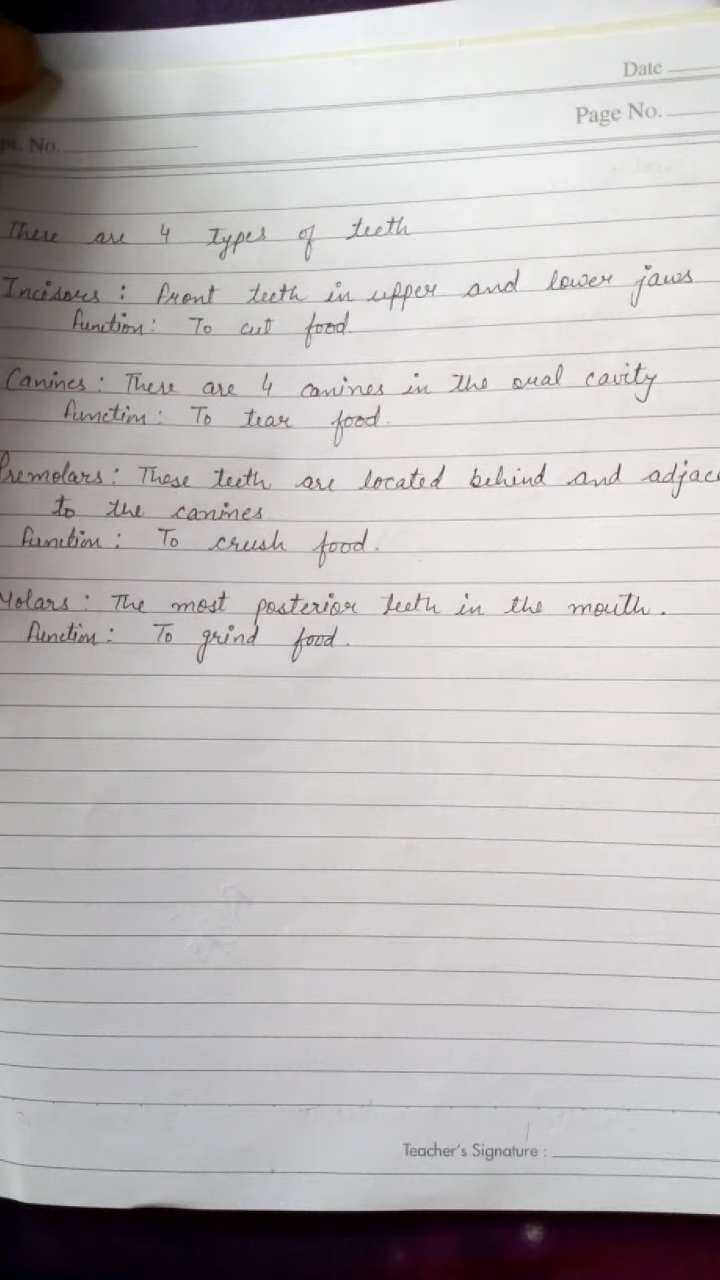 Date
Page No.
pt. No.
There are 4 types of teeth
Incisors : Front teeth in upper and lower jaws
Function : To cut food.
Canines : There are 4 canines in the oral cavity
Function : To tear food.
Premolars : These teeth are located behind and adjac
to the canines
Function : To crush food.
Molars : The most posterior teeth in the mouth.
Function : To grind food.
Teacher's Signature :